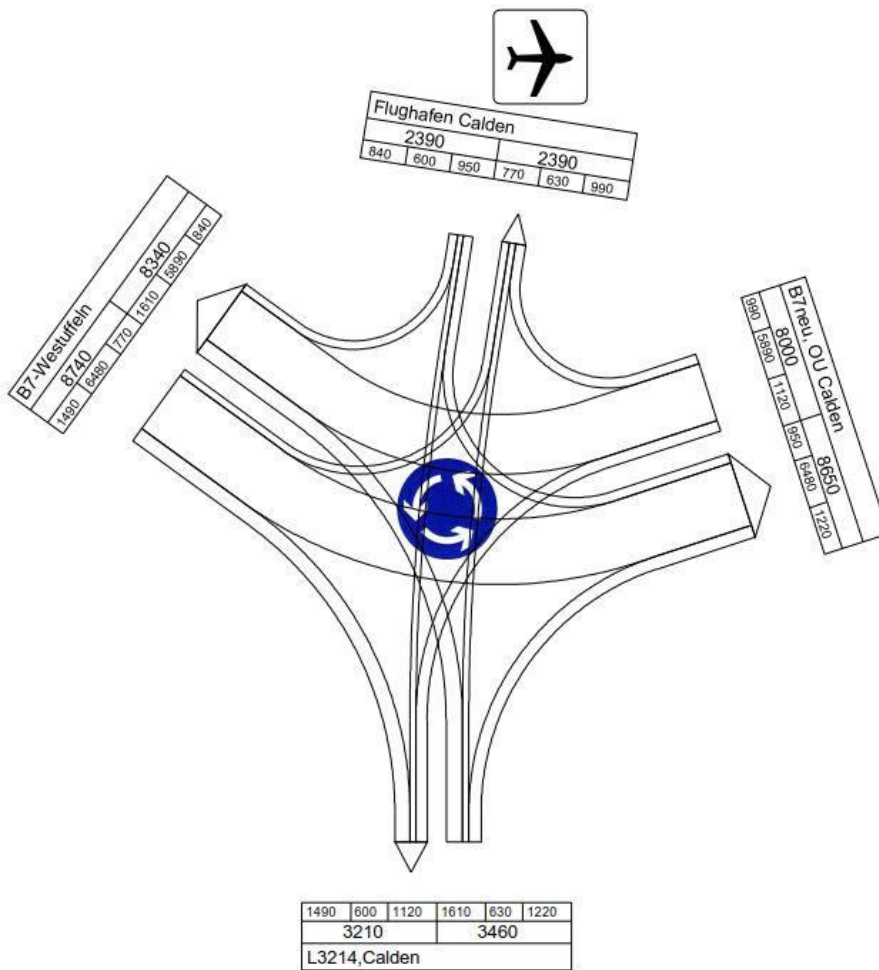 Flughafen Calden
2390 2390
840 600 950 770 630 990
B7-Westuffeln
8740 8340
1490 6480 770 1610 5890 840
B7neu, OU Calden
8000 8650
990 5890 1120 950 6480 1220
1490 600 1120 1610 630 1220
3210 3460
L3214,Calden